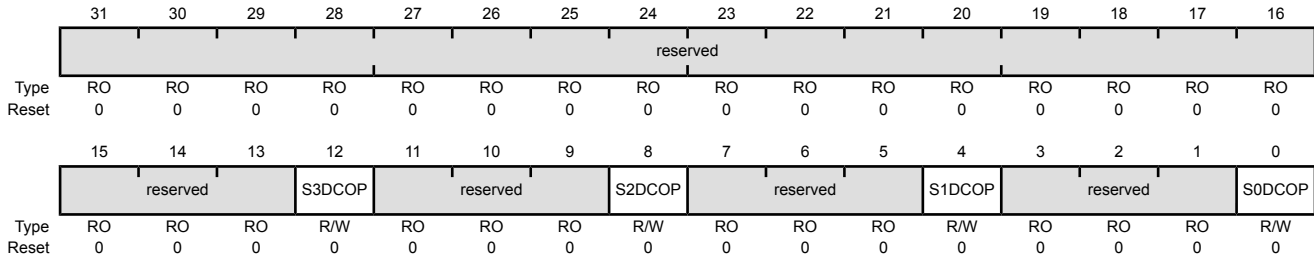 31 30 29 28 27 26 25 24 23 22 21 20 19 18 17 16
reserved
Type RO RO RO RO RO RO RO RO RO RO RO RO RO RO RO RO
Reset 0 0 0 0 0 0 0 0 0 0 0 0 0 0 0 0
15 14 13 12 11 10 9 8 7 6 5 4 3 2 1 0
reserved S3DCOP reserved S2DCOP reserved S1DCOP reserved S0DCOP
Type RO RO RO R/W RO RO RO R/W RO RO RO R/W RO RO RO R/W
Reset 0 0 0 0 0 0 0 0 0 0 0 0 0 0 0 0